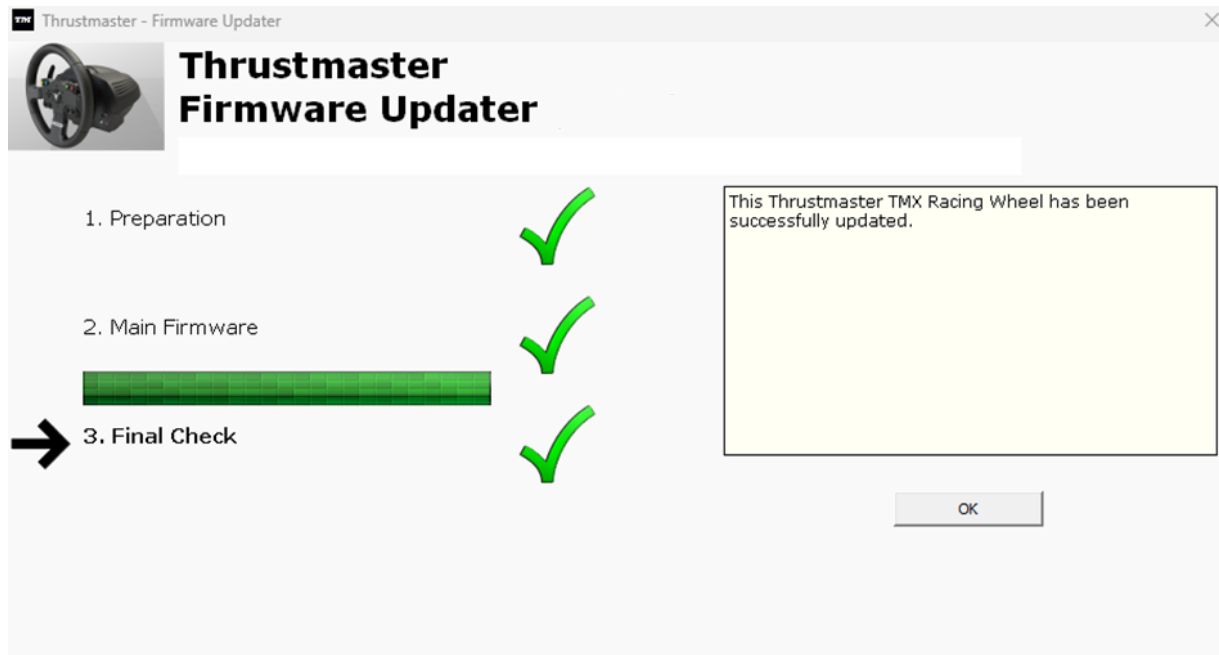 TM Thrustmaster - Firmware Updater
Thrustmaster
Firmware Updater
1. Preparation
2. Main Firmware
3. Final Check
This Thrustmaster TMX Racing Wheel has been
successfully updated.
OK